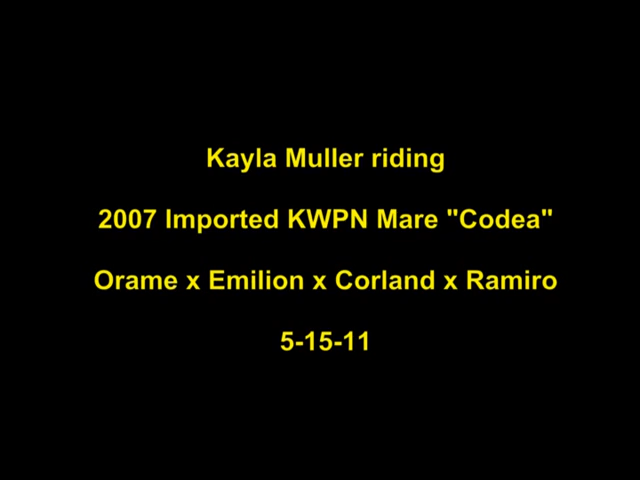 Kayla Muller riding
2007 Imported KWPN Mare "Codea"
Orame x Emilion x Corland x Ramiro
5-15-11